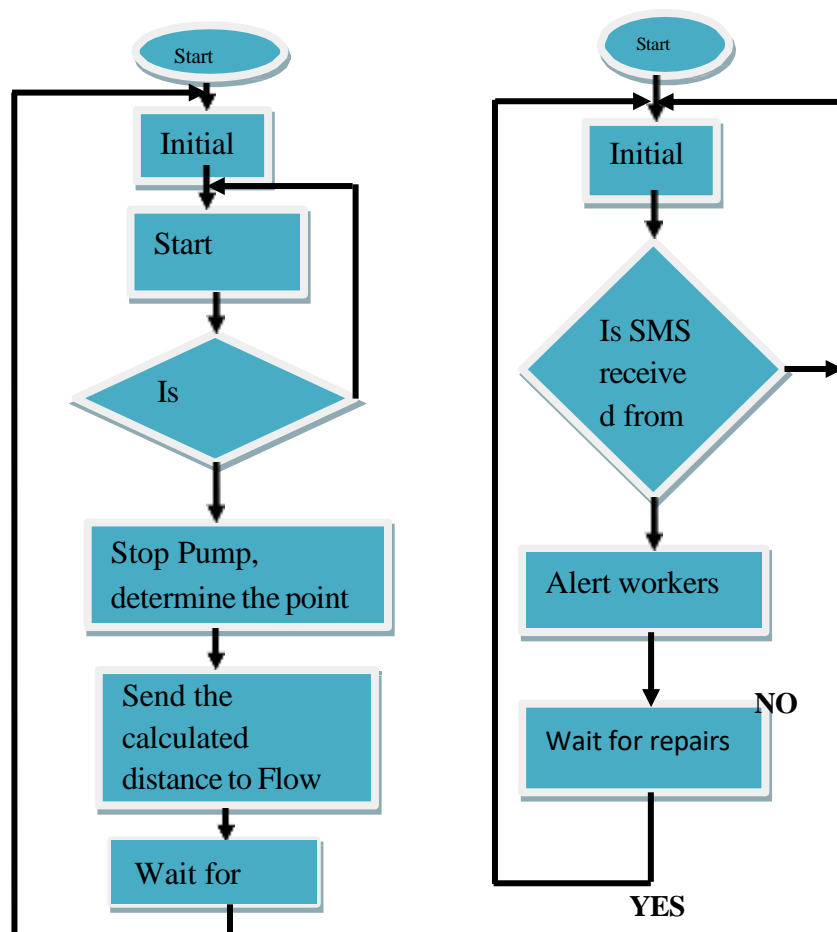 Start
Initial
Start
Is
Stop Pump,
determine the point
Send the
calculated
distance to Flow
Wait for
Start
Initial
Is SMS
receive
d from
Alert workers
NO
Wait for repairs
YES